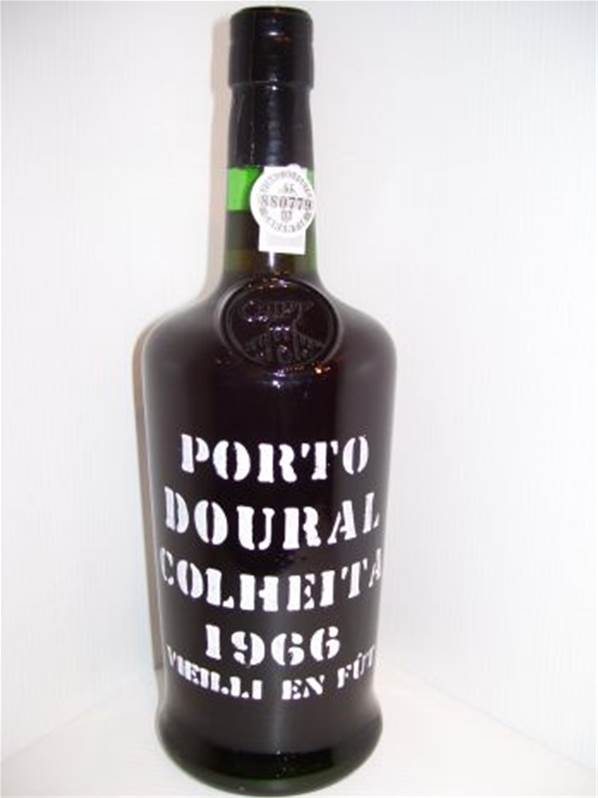 880779
PORTO
DOURAL
COLHEITA
1966
VIEILLI EN FÛT